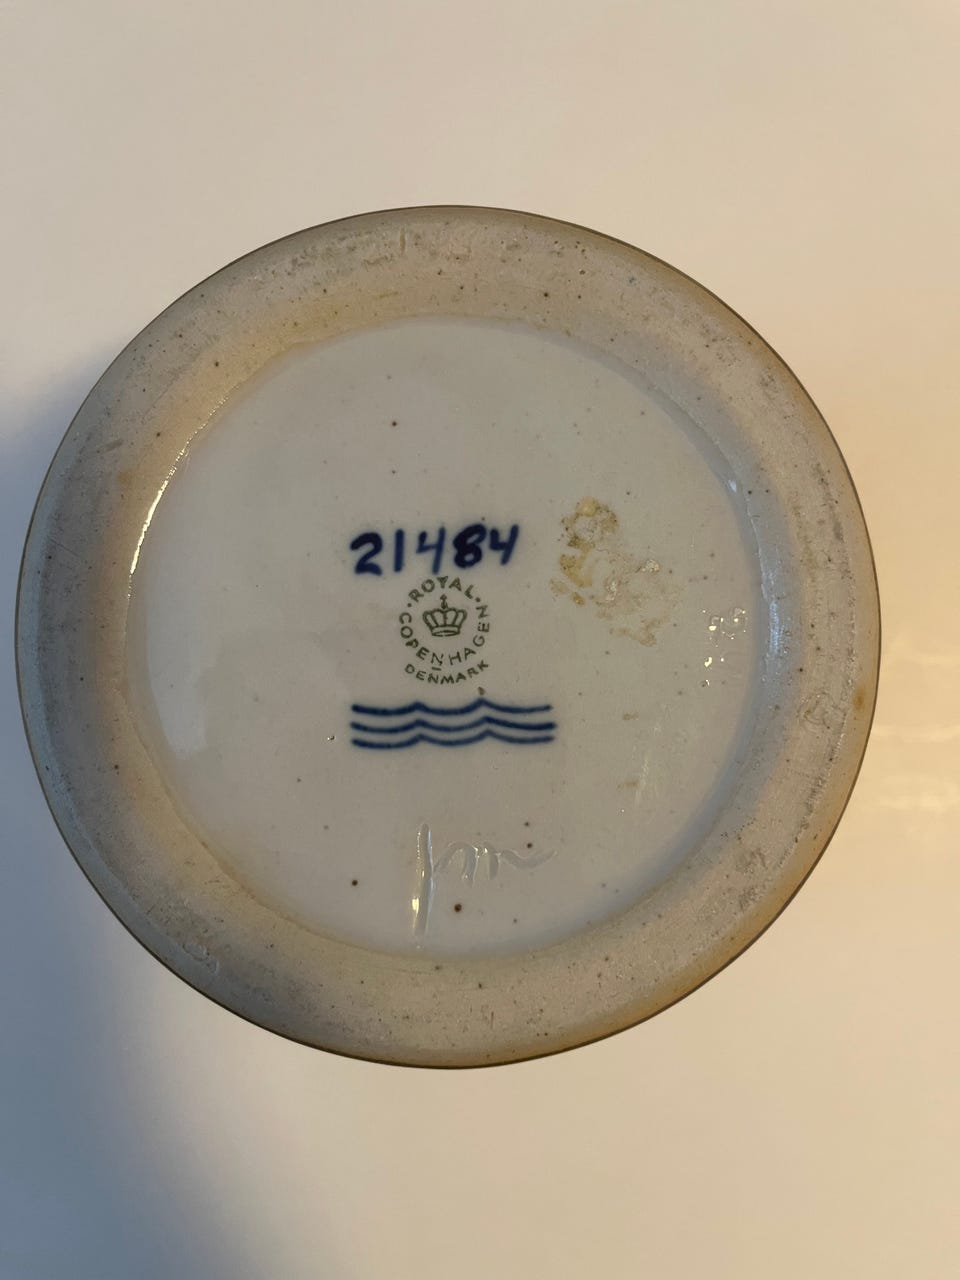 21484
ROYAL
COPENHAGEN
DENMARK